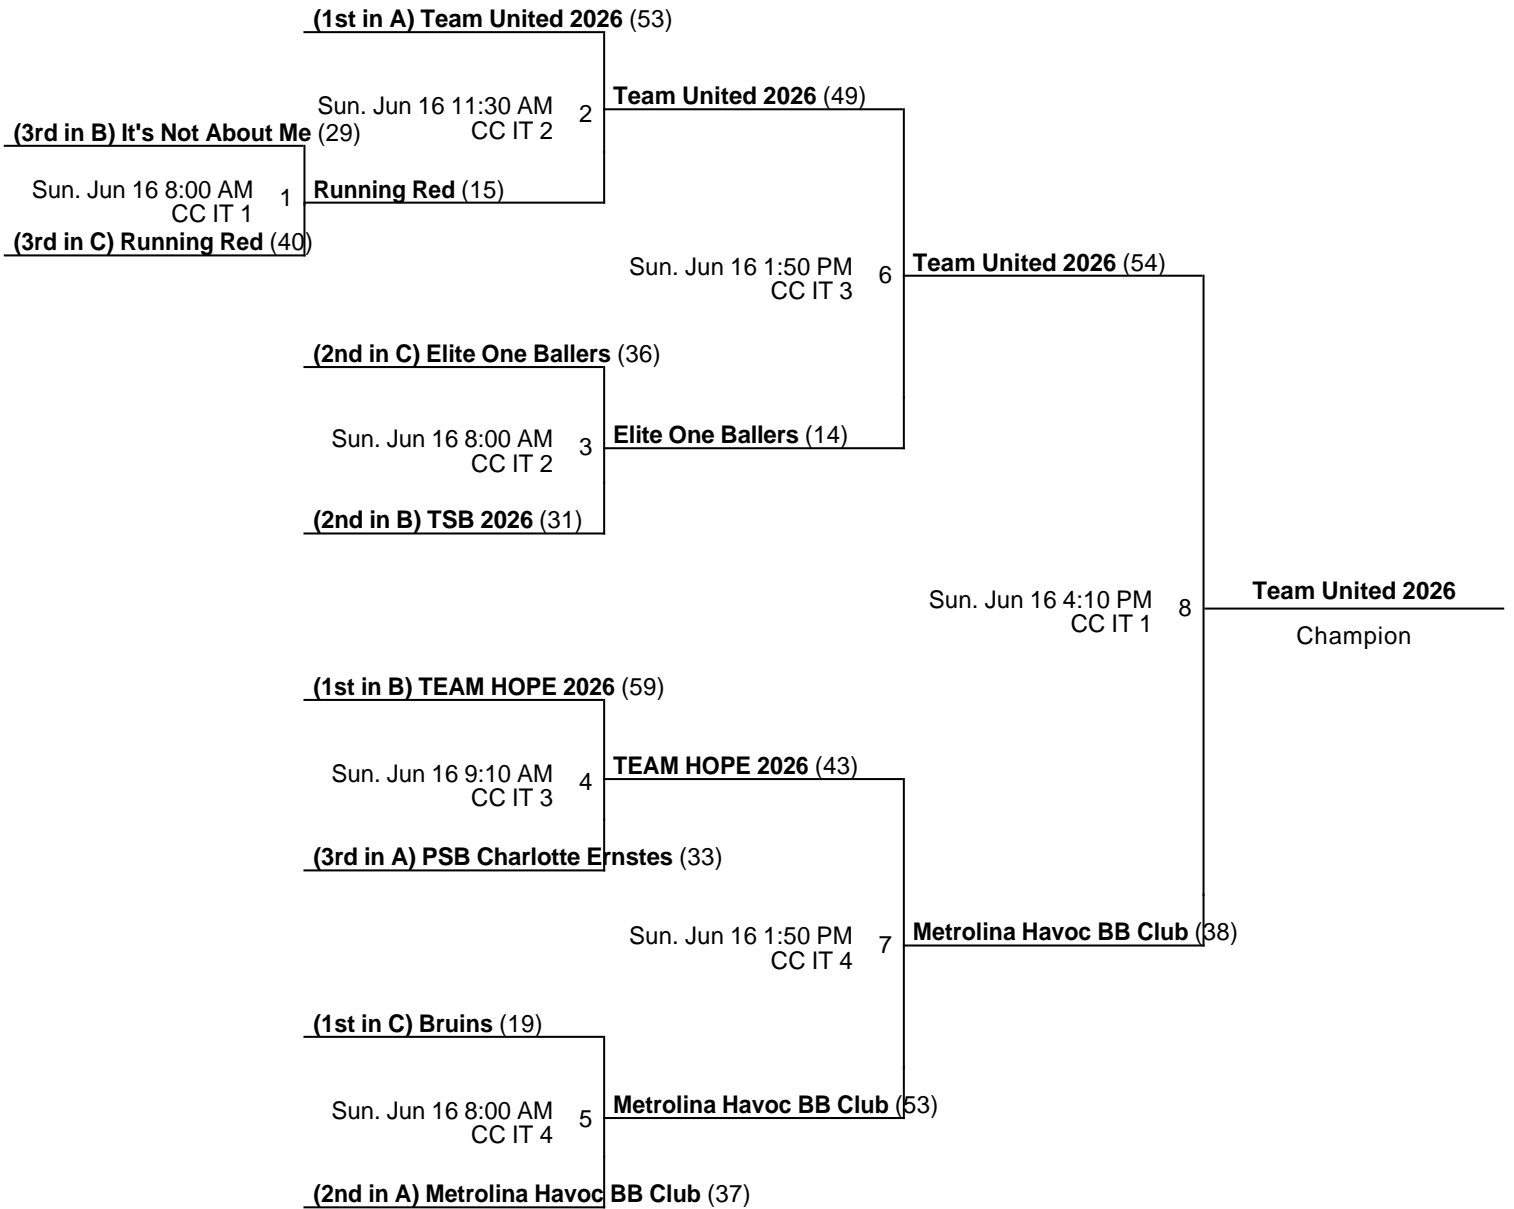 (1st in A) Team United 2026 (53)
Sun. Jun 16 11:30 AM
CC IT 2
2
Team United 2026 (49)
(3rd in B) It's Not About Me (29)
Sun. Jun 16 8:00 AM
CC IT 1
1
Running Red (15)
(3rd in C) Running Red (40)
Sun. Jun 16 1:50 PM
CC IT 3
6
Team United 2026 (54)
(2nd in C) Elite One Ballers (36)
Sun. Jun 16 8:00 AM
CC IT 2
3
Elite One Ballers (14)
(2nd in B) TSB 2026 (31)
Sun. Jun 16 4:10 PM
CC IT 1
8
Team United 2026
Champion
(1st in B) TEAM HOPE 2026 (59)
Sun. Jun 16 9:10 AM
CC IT 3
4
TEAM HOPE 2026 (43)
(3rd in A) PSB Charlotte Ernstes (33)
Sun. Jun 16 1:50 PM
CC IT 4
7
Metrolina Havoc BB Club (38)
(1st in C) Bruins (19)
Sun. Jun 16 8:00 AM
CC IT 4
5
Metrolina Havoc BB Club (53)
(2nd in A) Metrolina Havoc BB Club (37)